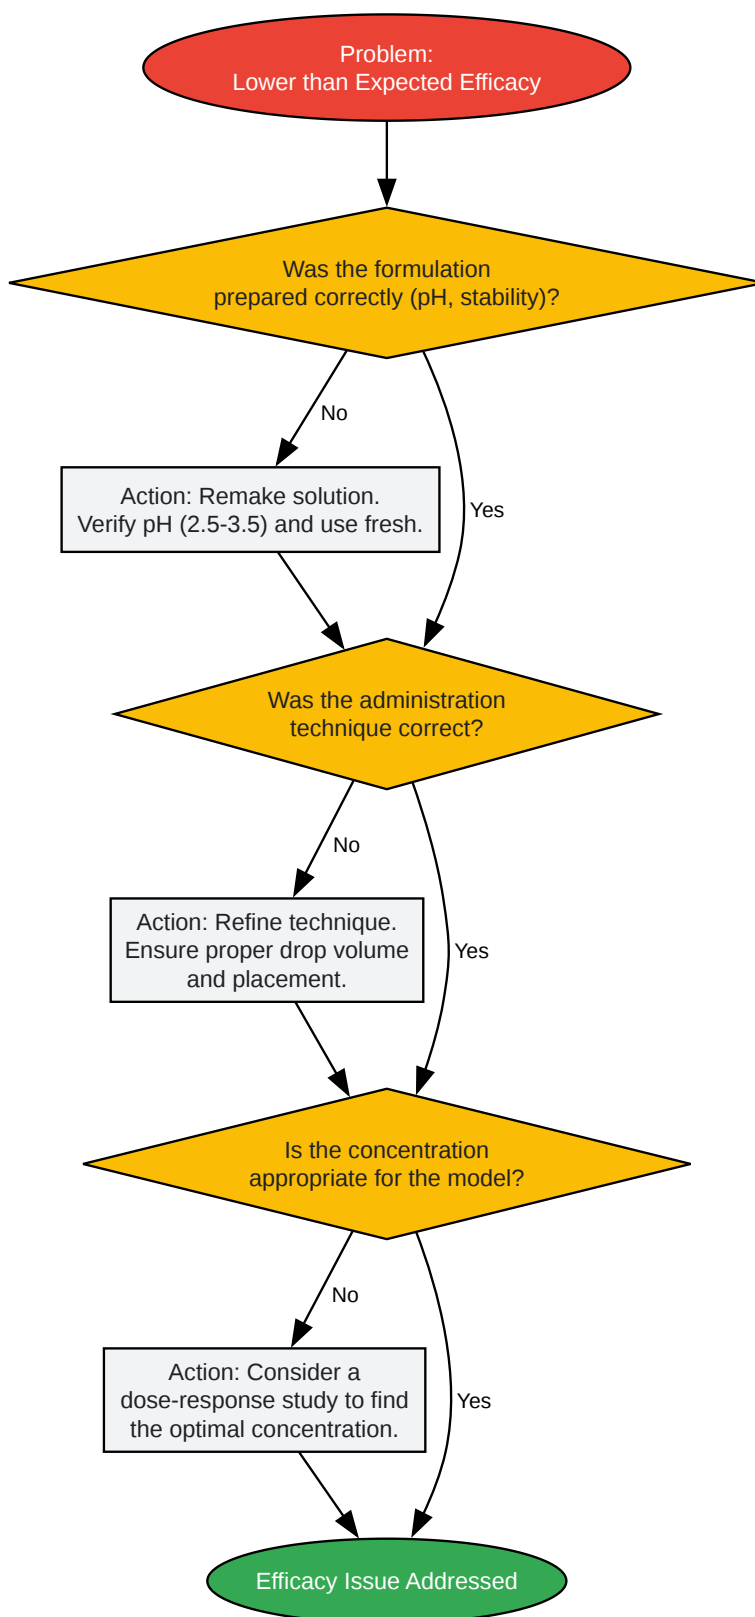 Problem:
Lower than Expected Efficacy
Was the formulation
prepared correctly (pH, stability)?
No
Action: Remake solution.
Verify pH (2.5-3.5) and use fresh.
Yes
Was the administration
technique correct?
No
Action: Refine technique.
Ensure proper drop volume
and placement.
Yes
Is the concentration
appropriate for the model?
No
Action: Consider a
dose-response study to find
the optimal concentration.
Yes
Efficacy Issue Addressed